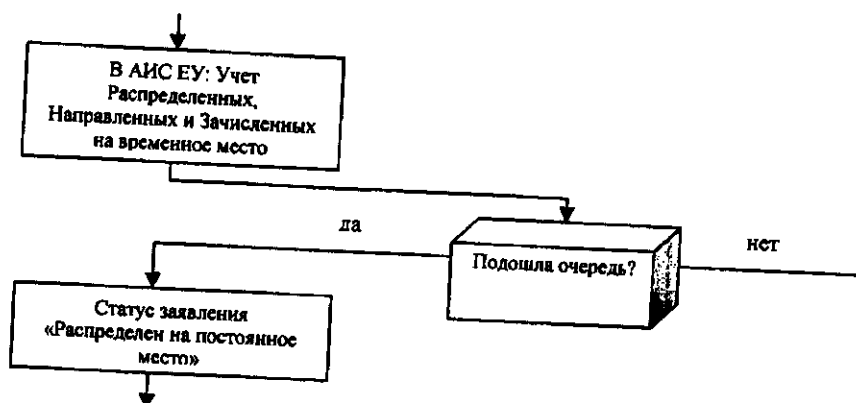 В АИС ЕУ: Учет
Распределенных,
Направленных и Зачисленных
на временное место
да
нет
Подошла очередь?
Статус заявления
«Распределен на постоянное
место»